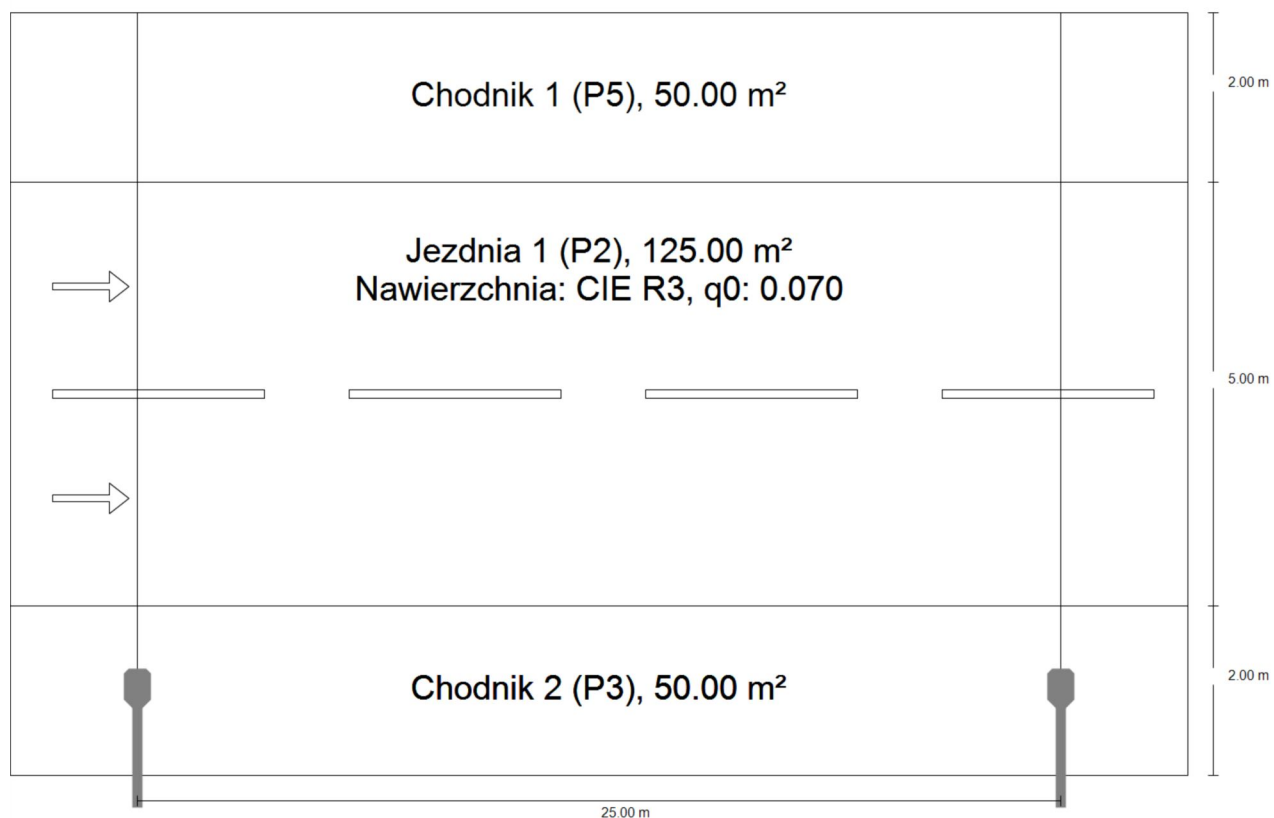 Chodnik 1 (P5), 50.00 m²
2.00 m
Jezdnia 1 (P2), 125.00 m²
Nawierzchnia: CIE R3, q0: 0.070
5.00 m
Chodnik 2 (P3), 50.00 m²
2.00 m
25.00 m